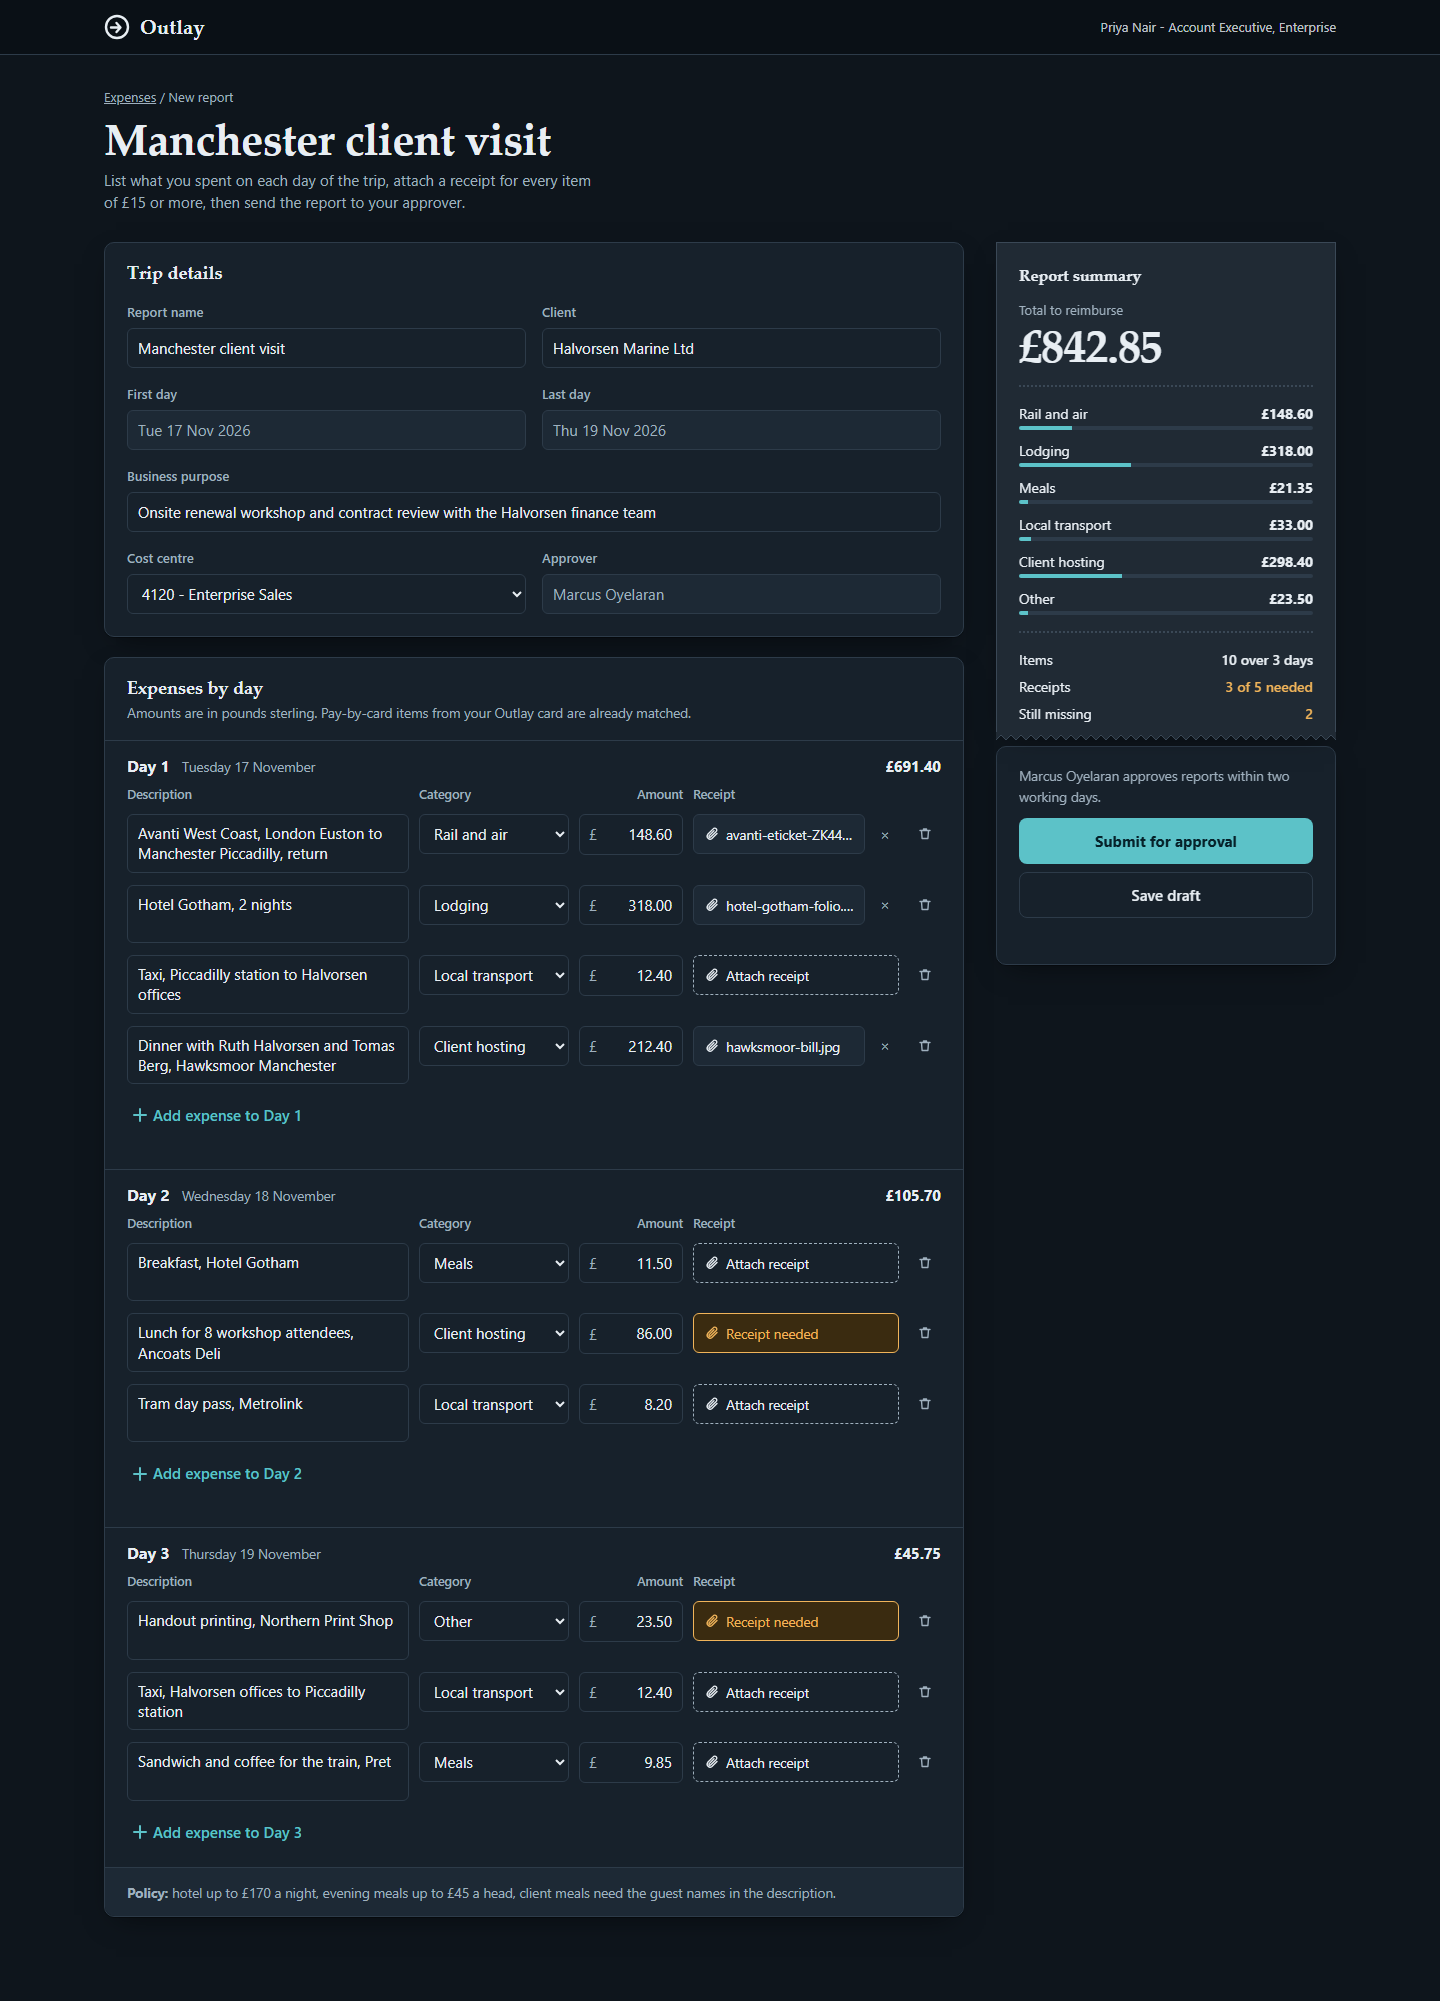 Outlay
Priya Nair - Account Executive, Enterprise
Expenses / New report
Manchester client visit
List what you spent on each day of the trip, attach a receipt for every item
of £15 or more, then send the report to your approver.
Trip details
Report name
Client
Manchester client visit
Halvorsen Marine Ltd
First day
Last day
Tue 17 Nov 2026
Thu 19 Nov 2026
Business purpose
Onsite renewal workshop and contract review with the Halvorsen finance team
Cost centre
Approver
4120 - Enterprise Sales
Marcus Oyelaran
Expenses by day
Amounts are in pounds sterling. Pay-by-card items from your Outlay card are already matched.
Day 1 Tuesday 17 November £691.40
Description Category Amount Receipt
Avanti West Coast, London Euston to
Manchester Piccadilly, return
Rail and air
£ 148.60
avanti-eticket-ZK44...
×
Hotel Gotham, 2 nights
Lodging
£ 318.00
hotel-gotham-folio....
×
Taxi, Piccadilly station to Halvorsen
offices
Local transport
£ 12.40
Attach receipt
Dinner with Ruth Halvorsen and Tomas
Berg, Hawksmoor Manchester
Client hosting
£ 212.40
hawksmoor-bill.jpg
×
Add expense to Day 1
Day 2 Wednesday 18 November £105.70
Description Category Amount Receipt
Breakfast, Hotel Gotham
Meals
£ 11.50
Attach receipt
Lunch for 8 workshop attendees,
Ancoats Deli
Client hosting
£ 86.00
Receipt needed
Tram day pass, Metrolink
Local transport
£ 8.20
Attach receipt
Add expense to Day 2
Day 3 Thursday 19 November £45.75
Description Category Amount Receipt
Handout printing, Northern Print Shop
Other
£ 23.50
Receipt needed
Taxi, Halvorsen offices to Piccadilly
station
Local transport
£ 12.40
Attach receipt
Sandwich and coffee for the train, Pret
Meals
£ 9.85
Attach receipt
Add expense to Day 3
Policy: hotel up to £170 a night, evening meals up to £45 a head, client meals need the guest names in the description.
Report summary
Total to reimburse
£842.85
Rail and air £148.60
Lodging £318.00
Meals £21.35
Local transport £33.00
Client hosting £298.40
Other £23.50
Items 10 over 3 days
Receipts 3 of 5 needed
Still missing 2
Marcus Oyelaran approves reports within two
working days.
Submit for approval
Save draft